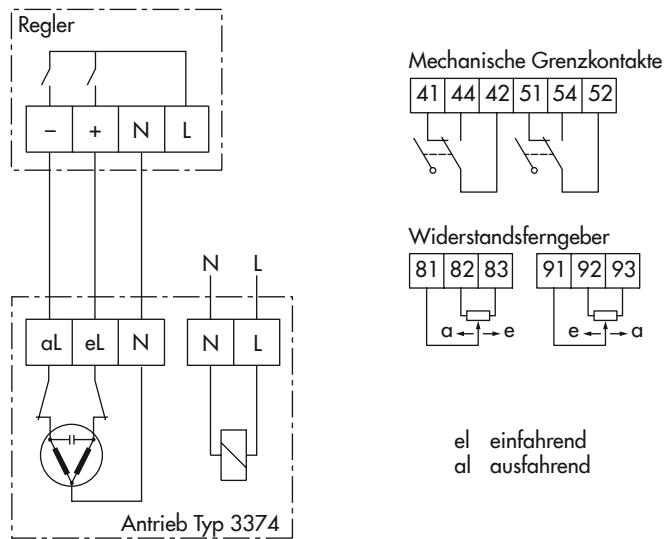 Regler
– + N L
N L
aL eL N N L
Antrieb Typ 3374
Mechanische Grenzkontakte
41 44 42 51 54 52
Widerstandsferngeber
81 82 83 91 92 93
a e e a
el einfahrend
al ausfahrend